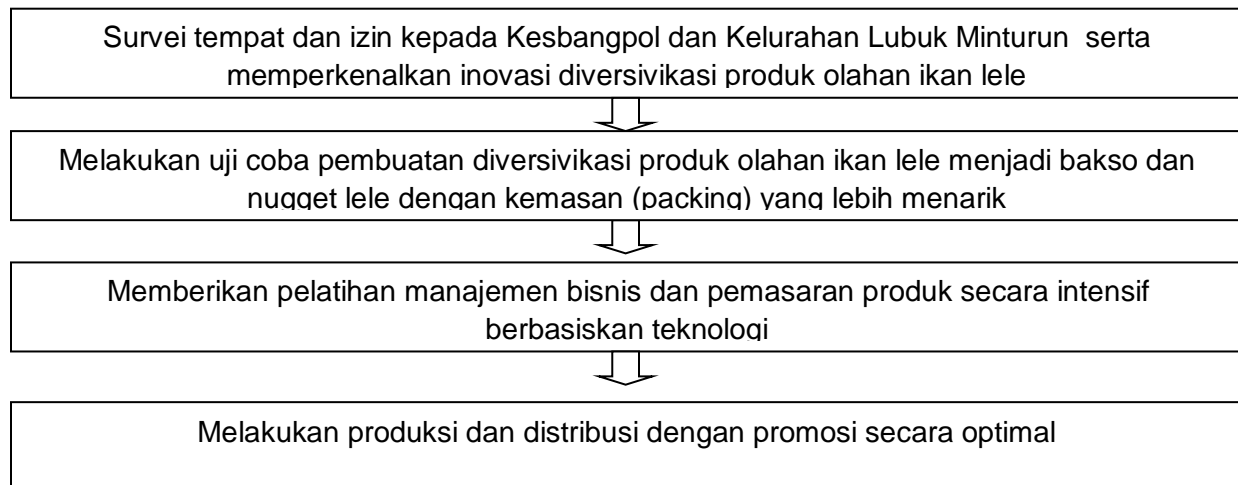 Survei tempat dan izin kepada Kesbangpol dan Kelurahan Lubuk Minturun serta
memperkenalkan inovasi diversivikasi produk olahan ikan lele
Melakukan uji coba pembuatan diversivikasi produk olahan ikan lele menjadi bakso dan
nugget lele dengan kemasan (packing) yang lebih menarik
Memberikan pelatihan manajemen bisnis dan pemasaran produk secara intensif
berbasiskan teknologi
Melakukan produksi dan distribusi dengan promosi secara optimal